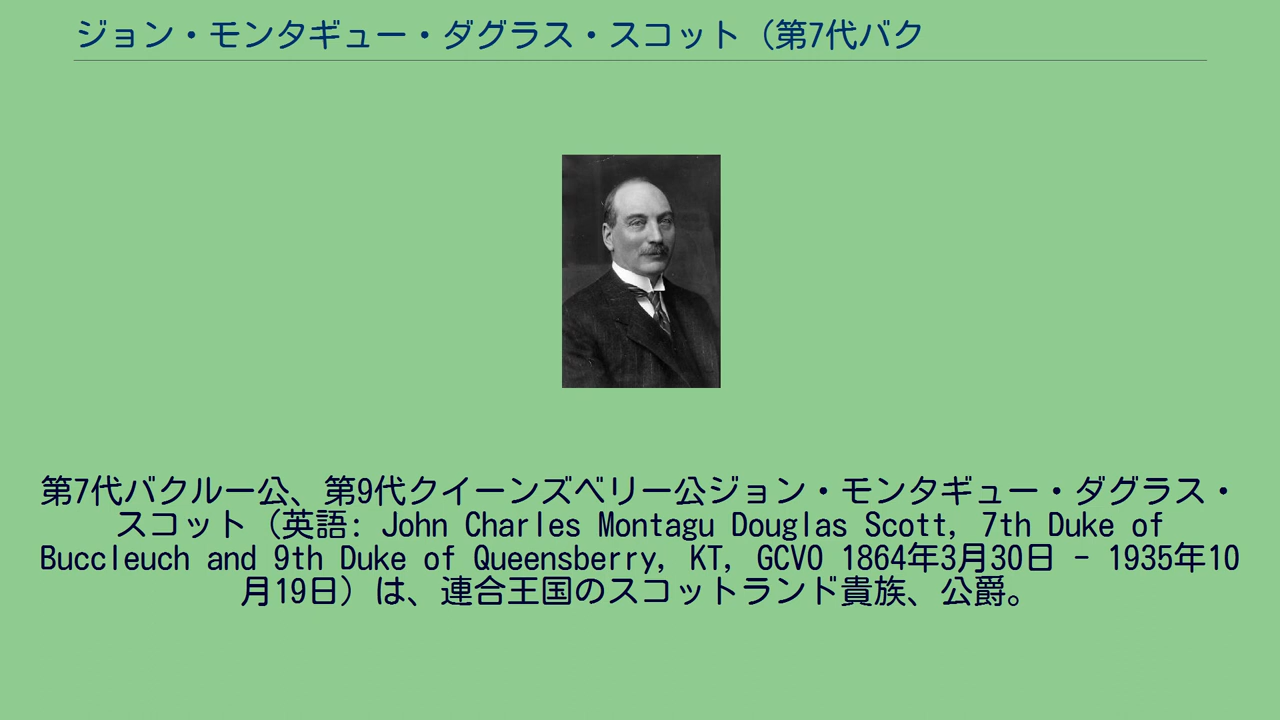 ジョン・モンタギュー・ダグラス・スコット（第7代バク
第7代バクルー公、第9代クイーンズベリー公ジョン・モンタギュー・ダグラス・
スコット（英語: John Charles Montagu Douglas Scott, 7th Duke of
Buccleuch and 9th Duke of Queensberry, KT, GCVO 1864年3月30日 - 1935年10
月19日）は、連合王国のスコットランド貴族、公爵。